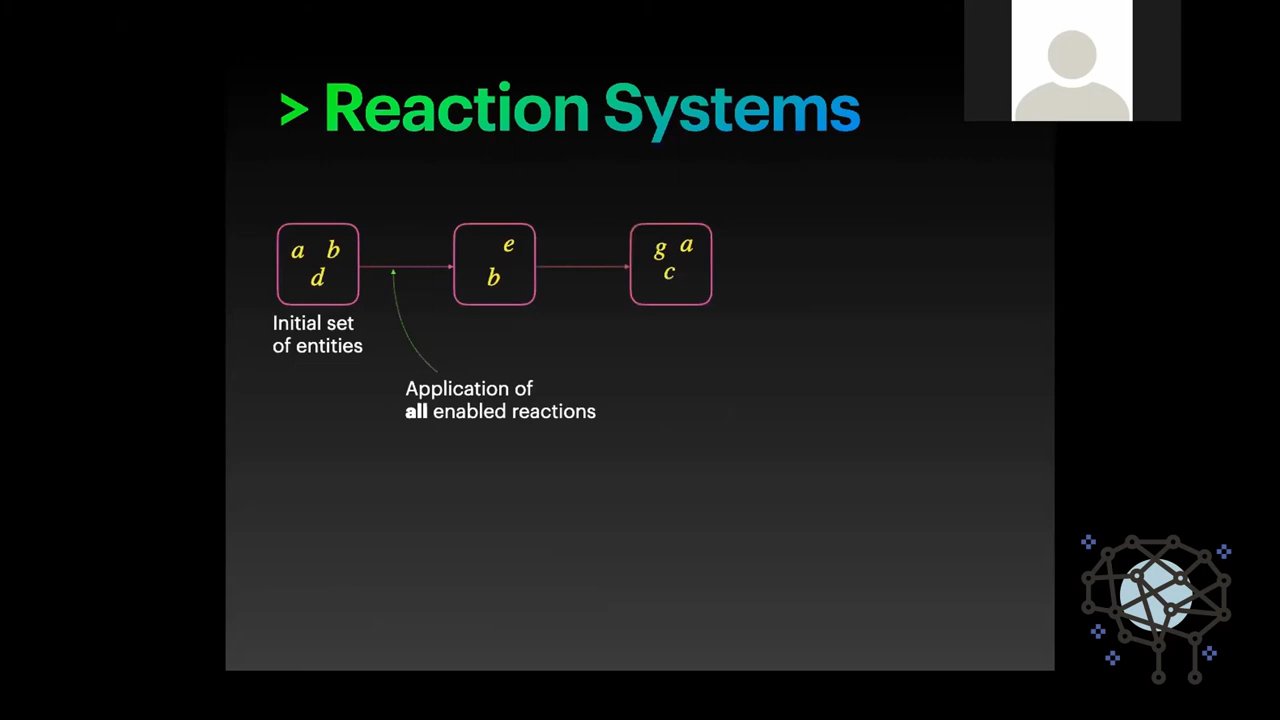 > Reaction Systems
a b
d
e
b
g a
c
Initial set
of entities
Application of
all enabled reactions